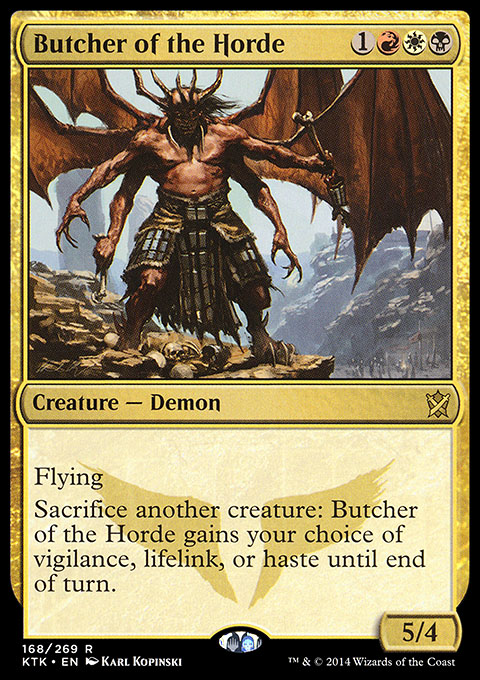 Butcher of the Horde 1
Creature — Demon
Flying
Sacrifice another creature: Butcher
of the Horde gains your choice of
vigilance, lifelink, or haste until end
of turn.
5/4
168/269 R
KTK • EN Karl Kopinski
™ & © 2014 Wizards of the Coast